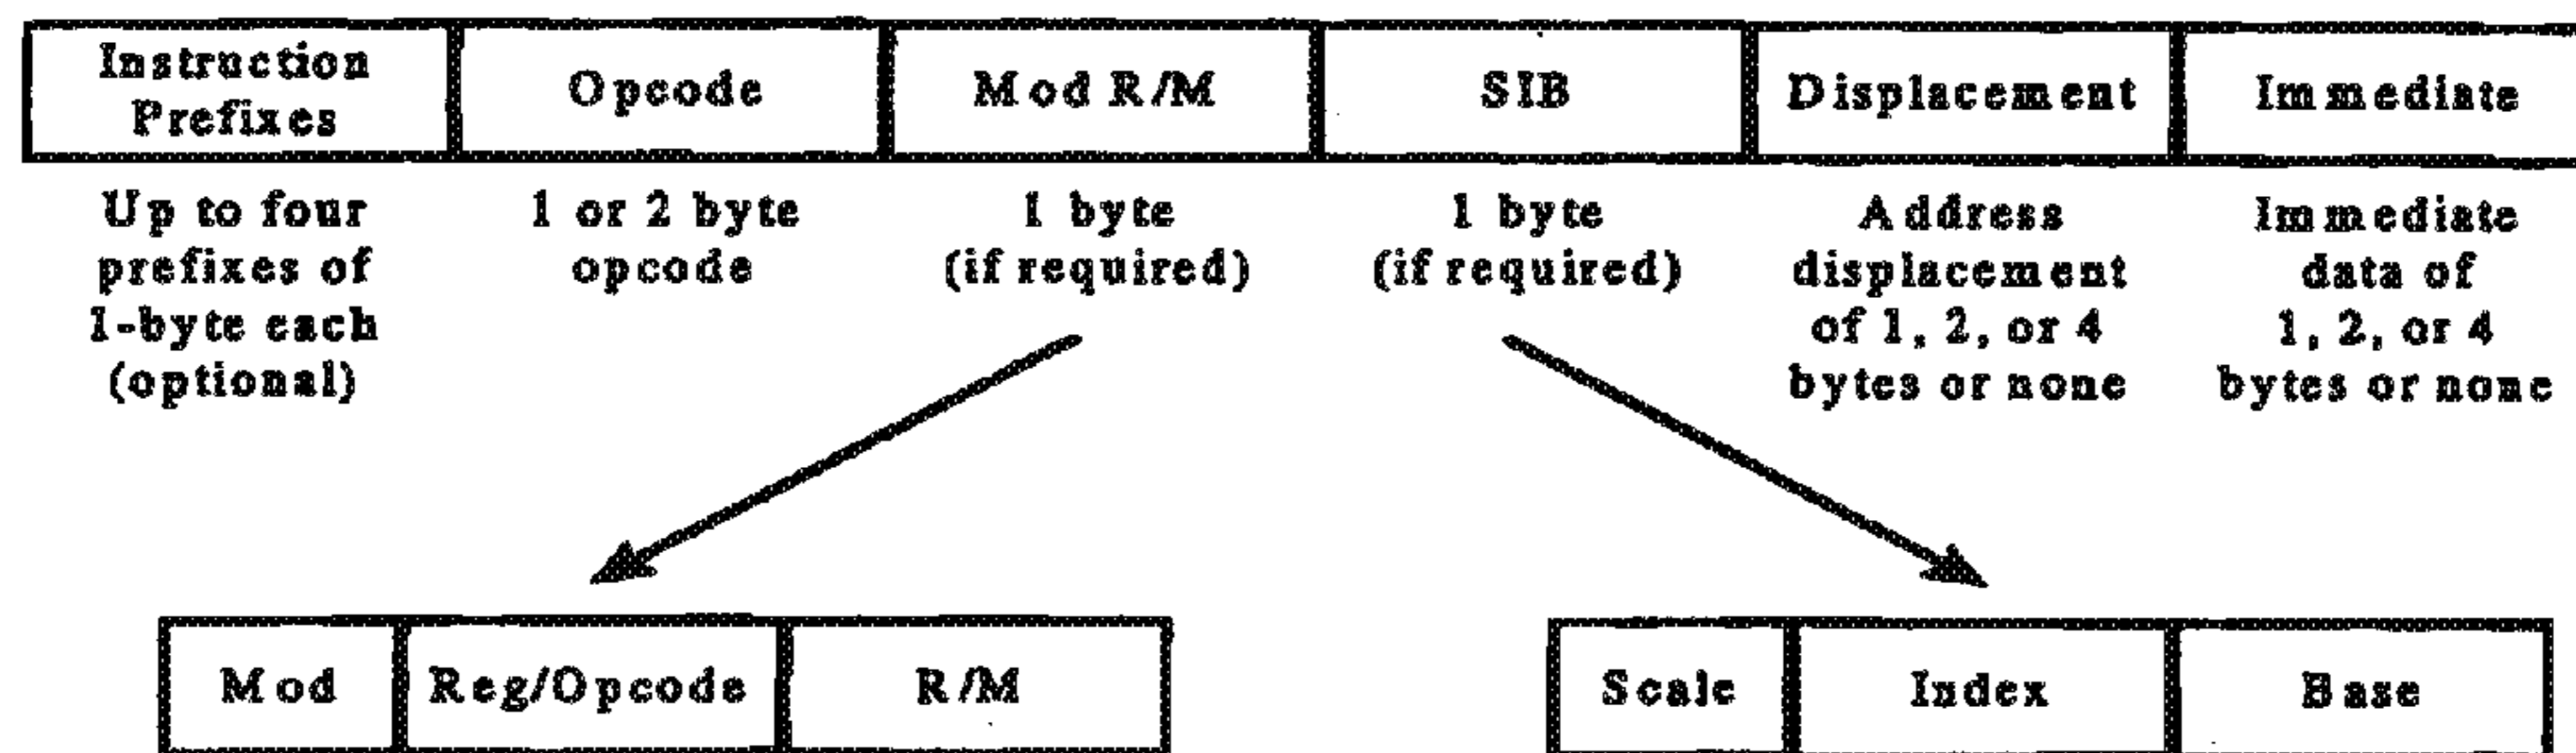 Instruction
Prefixes
Opcode
Mod R/M
SIB
Displacement
Immediate
Up to four
prefixes of
1-byte each
(optional)
1 or 2 byte
opcode
1 byte
(if required)
1 byte
(if required)
Address
displacement
of 1, 2, or 4
bytes or none
Immediate
data of
1, 2, or 4
bytes or none
Mod
Reg/Opcode
R/M
Scale
Index
Base